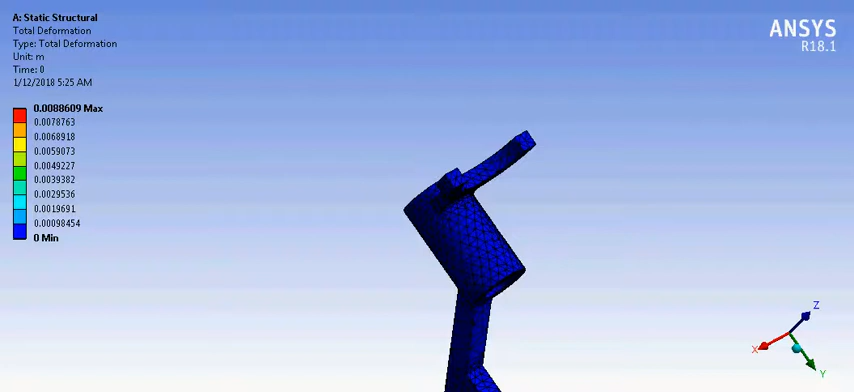 A: Static Structural
Total Deformation
Type: Total Deformation
Unit: m
Time: 0
1/12/2018 5:25 AM
0.0088609 Max
0.0078763
0.0068918
0.0059073
0.0049227
0.0039382
0.0029536
0.0019691
0.00098454
0 Min
ANSYS
R18.1
Z
X
Y